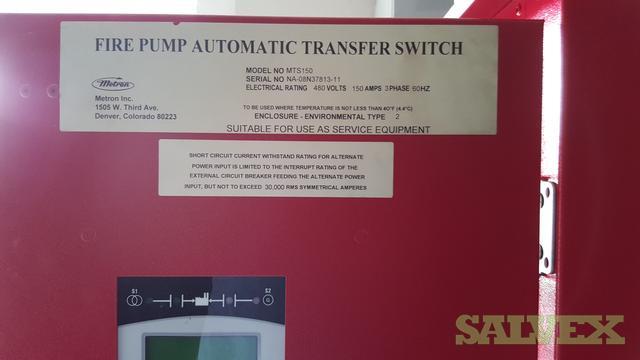 FIRE PUMP AUTOMATIC TRANSFER SWITCH
MODEL NO MTS150
SERIAL NO NA-08N37813-11
ELECTRICAL RATING 480 VOLTS 150 AMPS 3 PHASE 60HZ
Metron
Metron Inc.
1505 W. Third Ave.
Denver, Colorado 80223
TO BE USED WHERE TEMPERATURE IS NOT LESS THAN 40°F (4.4°C)
ENCLOSURE - ENVIRONMENTAL TYPE 2
SUITABLE FOR USE AS SERVICE EQUIPMENT
SHORT CIRCUIT CURRENT WITHSTAND RATING FOR ALTERNATE
POWER INPUT IS LIMITED TO THE INTERRUPT RATING OF THE
EXTERNAL CIRCUIT BREAKER FEEDING THE ALTERNATE POWER
INPUT, BUT NOT TO EXCEED 30,000 RMS SYMMETRICAL AMPERES
S1 S2
G
SALVEX